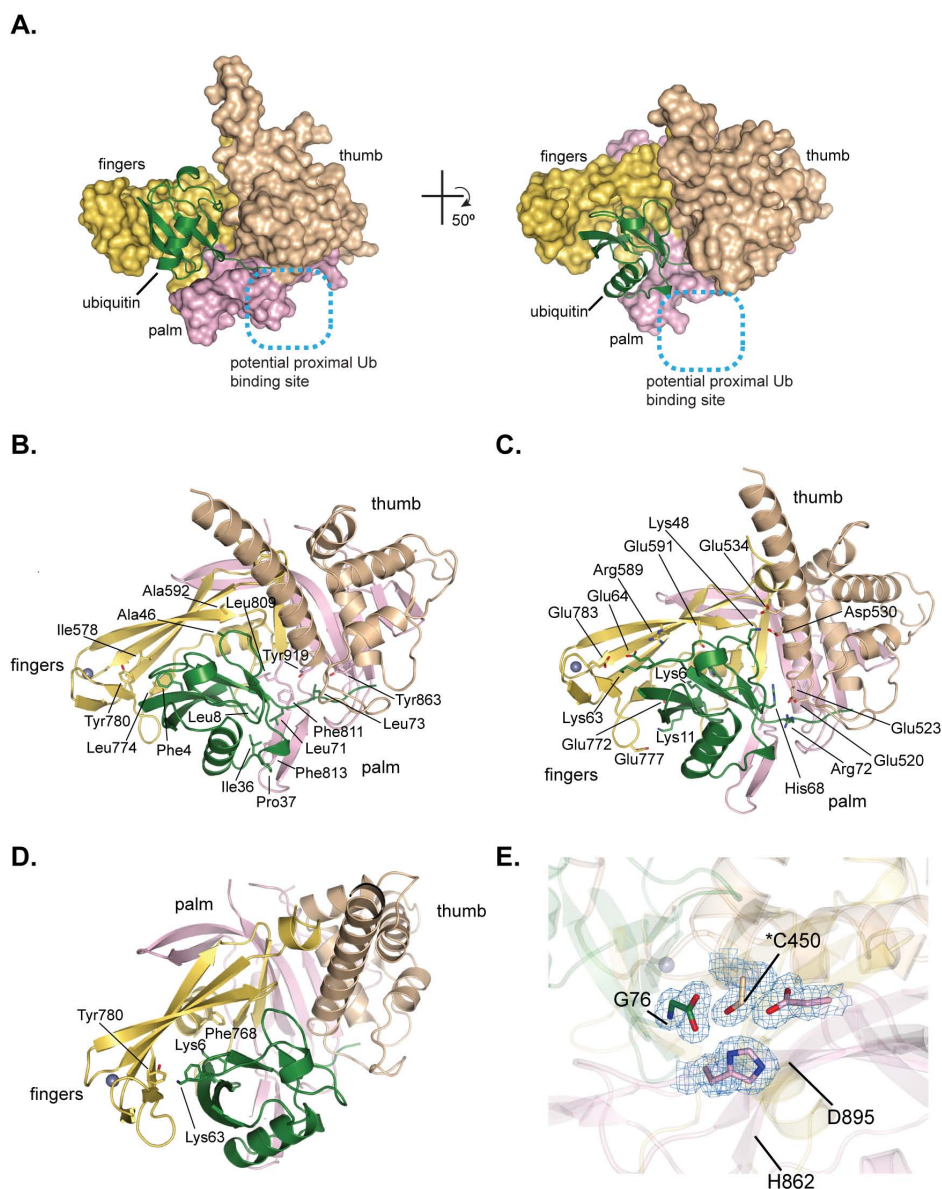 A.
fingers
thumb
ubiquitin
palm
potential proximal Ub
binding site
50º
fingers
thumb
ubiquitin
palm
potential proximal Ub
binding site
B.
thumb
Ala592
Leu809
Ala46
Ile578
Tyr919
fingers
Tyr863
Tyr780
Leu8
Leu73
Leu774
Phe4
Phe811
Leu71
palm
Phe813
Ile36
Pro37
C.
thumb
Lys48
Glu591
Glu534
Arg589
Glu64
Glu783
Asp530
Lys6
Lys63
Glu523
Glu772
Lys11
Glu520
Glu777
Arg72
fingers
His68
palm
D.
palm
thumb
Tyr780
Phe768
Lys6
fingers
Lys63
E.
*C450
G76
D895
H862